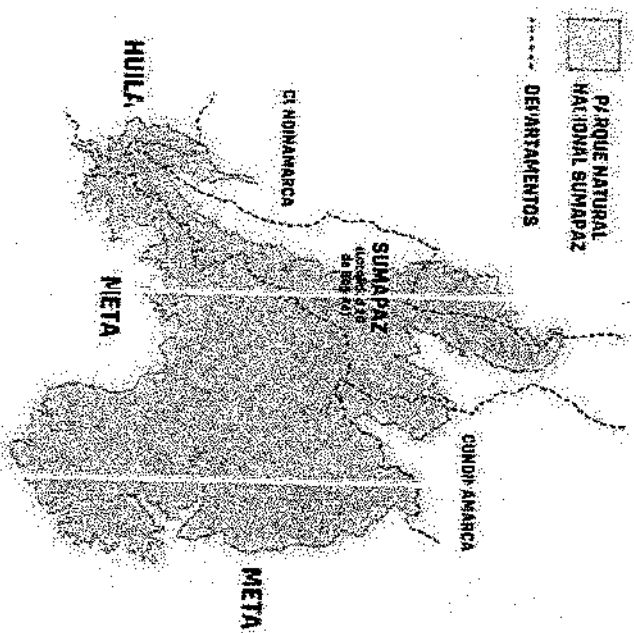 PARQUE NATURAL
NACIONAL SUMAPAZ
DEPARTAMENTOS
CUNDINAMARCA
SUMAPAZ
CUNDINAMARCA
HUILA
META
META